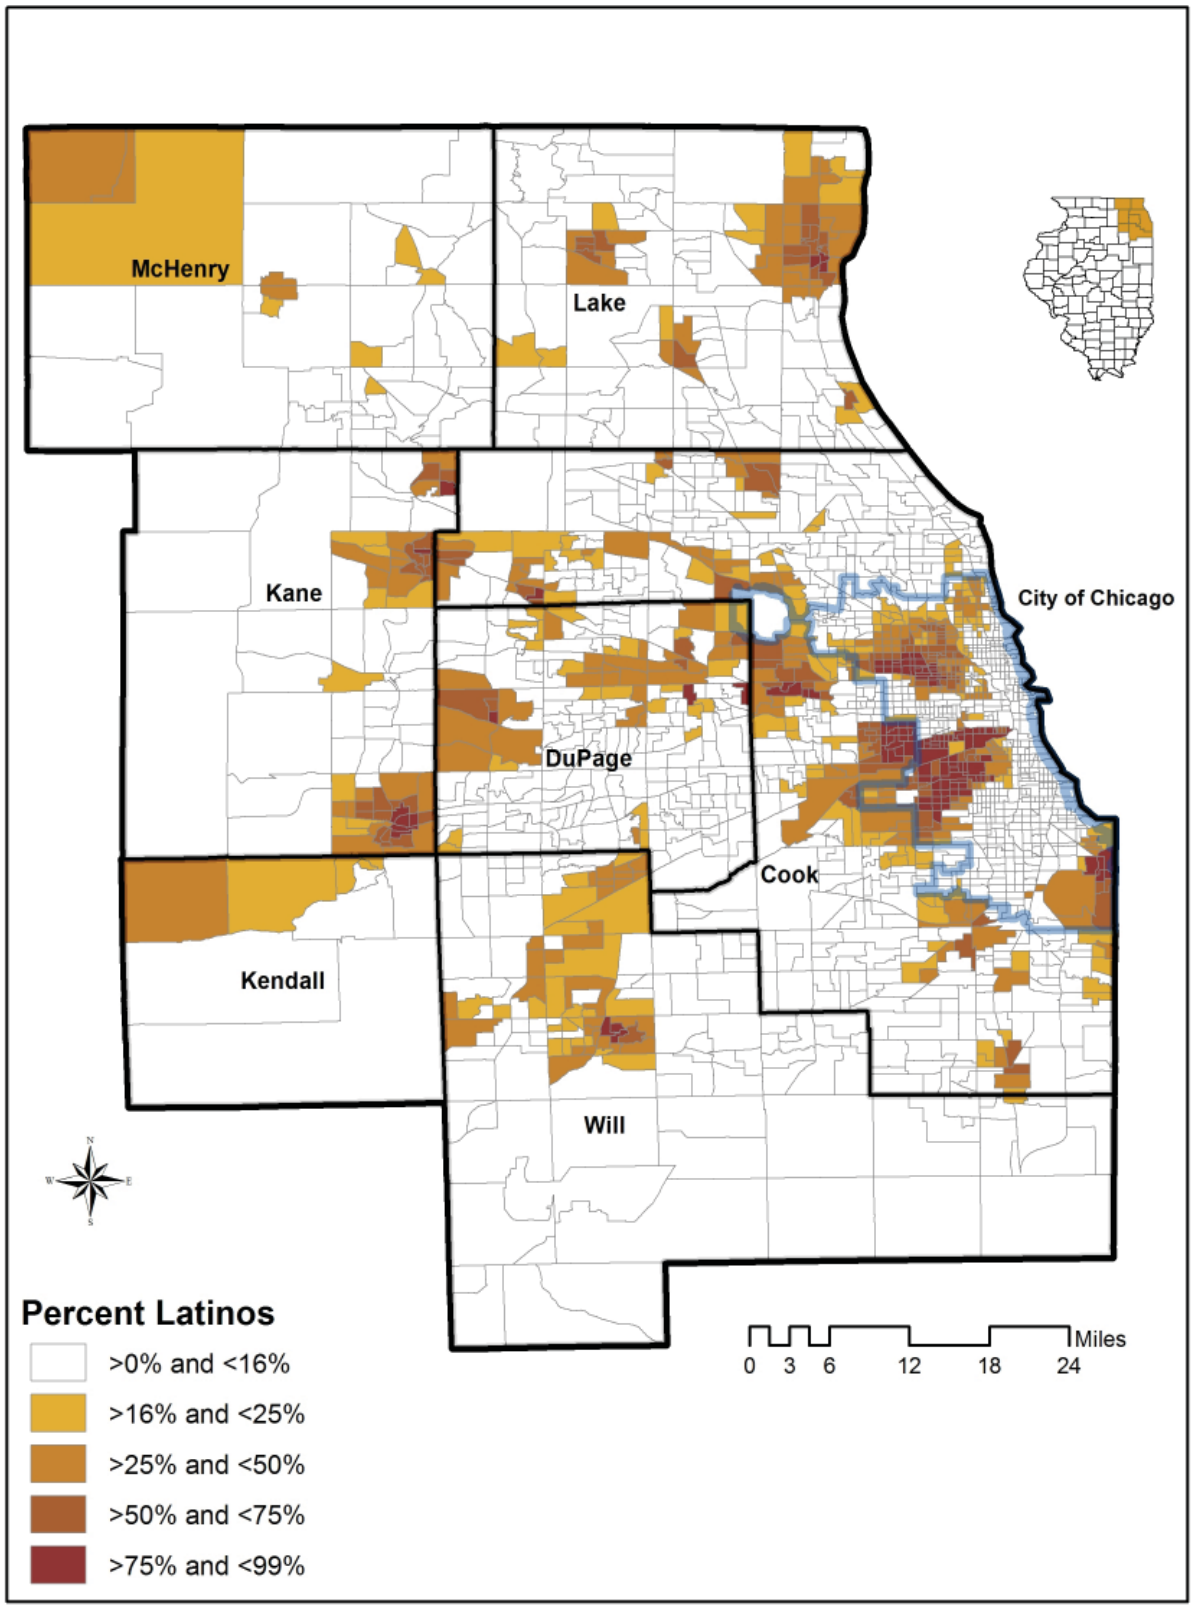 McHenry
Lake
Kane
City of Chicago
DuPage
Cook
Kendall
Will
N
W E
S
Percent Latinos
>0% and <16%
>16% and <25%
>25% and <50%
>50% and <75%
>75% and <99%
Miles
0 3 6 12 18 24